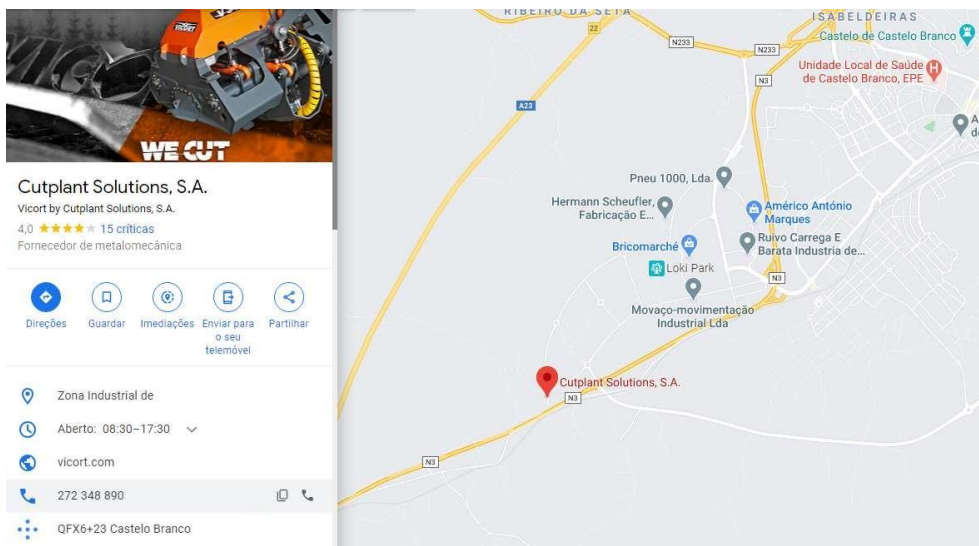 VICORT
WE CUT
Cutplant Solutions, S.A.
Vicort by Cutplant Solutions, S.A.
4,0 15 críticas
Fornecedor de metalomecânica
Direções
Guardar
Imediações
Enviar para
o seu
telemóvel
Partilhar
Zona Industrial de
Aberto: 08:30–17:30
vicort.com
272 348 890
QFX6+23 Castelo Branco
RIBEIRO DA SETA
22
N233
N233
ISABELDEIRAS
Castelo de Castelo Branco
Unidade Local de Saúde
de Castelo Branco, EPE
N3
A23
A
d
Pneu 1000, Lda.
Hermann Scheufler,
Fabricação E...
Américo António
Marques
Bricomarché
Ruivo Carrega E
Barata Industria de...
Loki Park
N3
Movaço-movimentação
Industrial Lda
Cutplant Solutions, S.A.
N3
N3